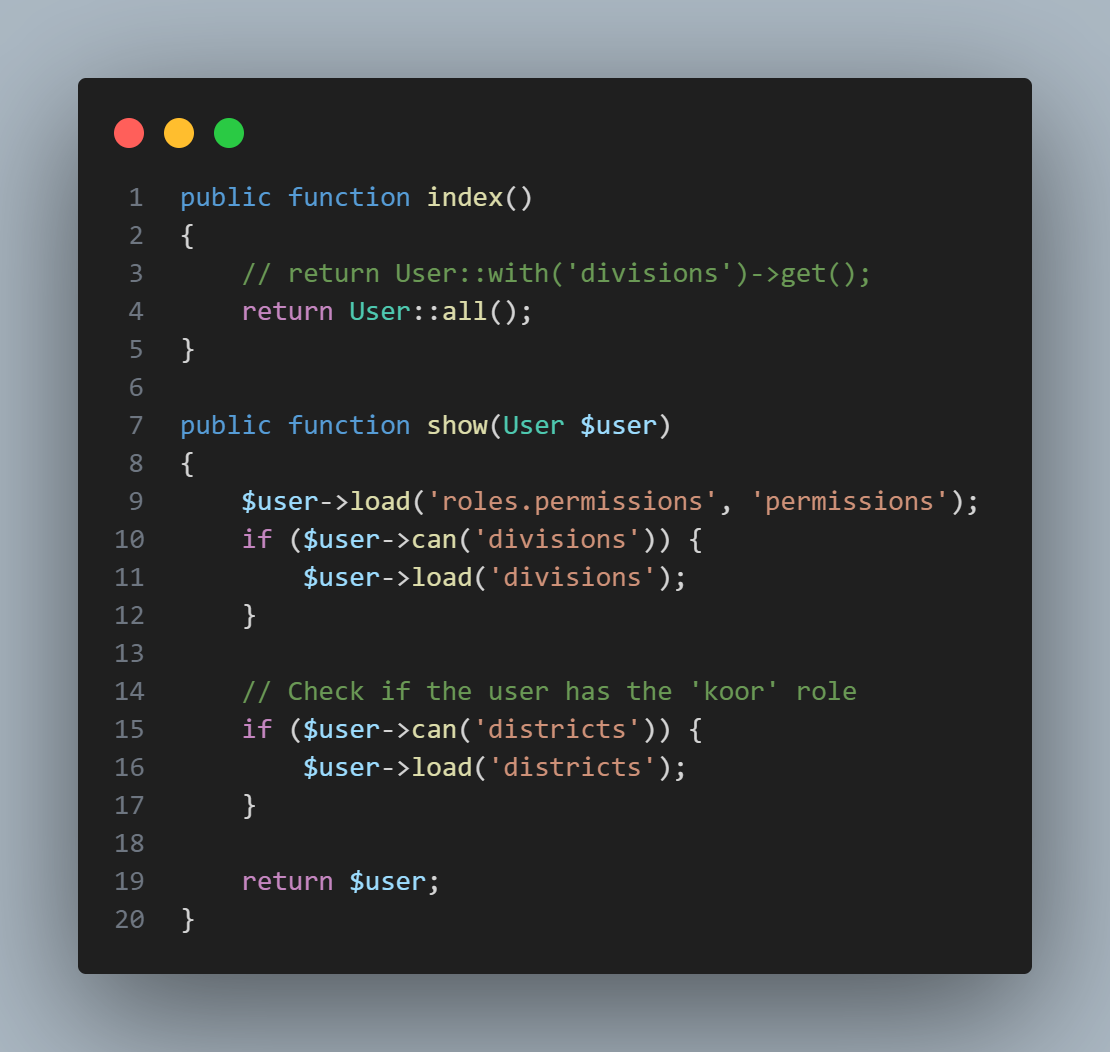 1 public function index()
2 {
3     // return User::with('divisions')->get();
4     return User::all();
5 }
6
7 public function show(User $user)
8 {
9     $user->load('roles.permissions', 'permissions');
10     if ($user->can('divisions')) {
11         $user->load('divisions');
12     }
13
14     // Check if the user has the 'koor' role
15     if ($user->can('districts')) {
16         $user->load('districts');
17     }
18
19     return $user;
20 }